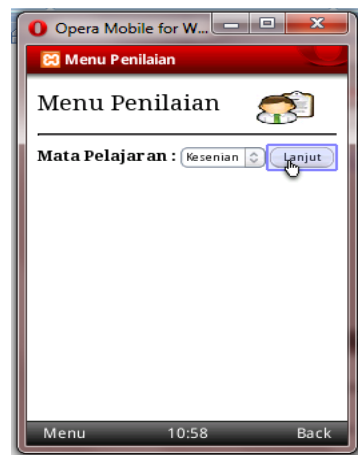 Opera Mobile for W...
Menu Penilaian
Menu Penilaian
Mata Pelajaran : Kesenian Lanjut
Menu 10:58 Back